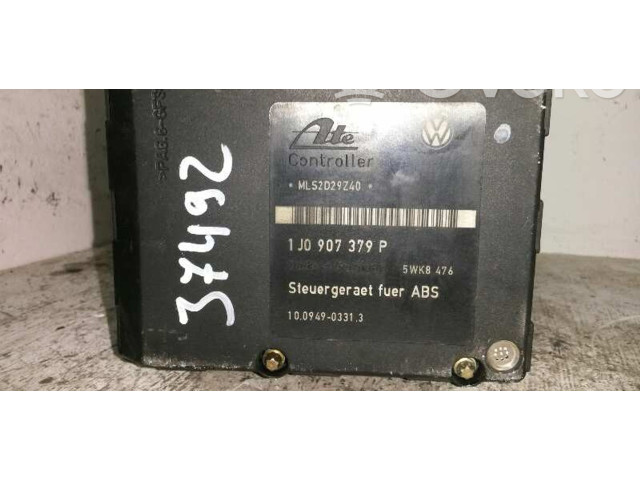 Ate
Controller
* MLS2D29Z40 *
1J0 907 379 P
5WK8 476
Steuergeraet fuer ABS
10.0949-0331.3
37492